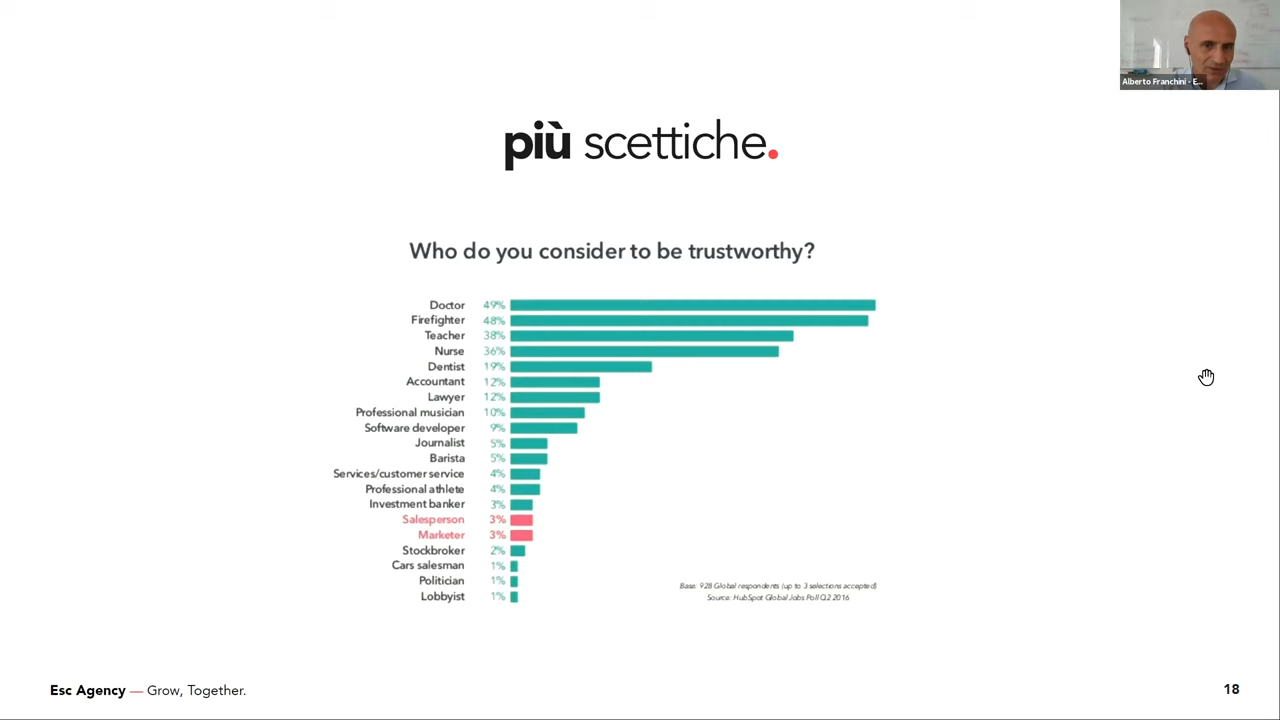 Alberto Franchini - E...
più scettiche.
Who do you consider to be trustworthy?
Doctor 49%
Firefighter 48%
Teacher 38%
Nurse 36%
Dentist 19%
Accountant 12%
Lawyer 12%
Professional musician 10%
Software developer 9%
Journalist 5%
Barista 5%
Services/customer service 4%
Professional athlete 4%
Investment banker 3%
Salesperson 3%
Marketer 3%
Stockbroker 2%
Cars salesman 1%
Politician 1%
Lobbyist 1%
Base: 928 Global respondents (up to 3 selections accepted)
Source: HubSpot Global Jobs Poll Q2 2016
Esc Agency — Grow, Together.
18